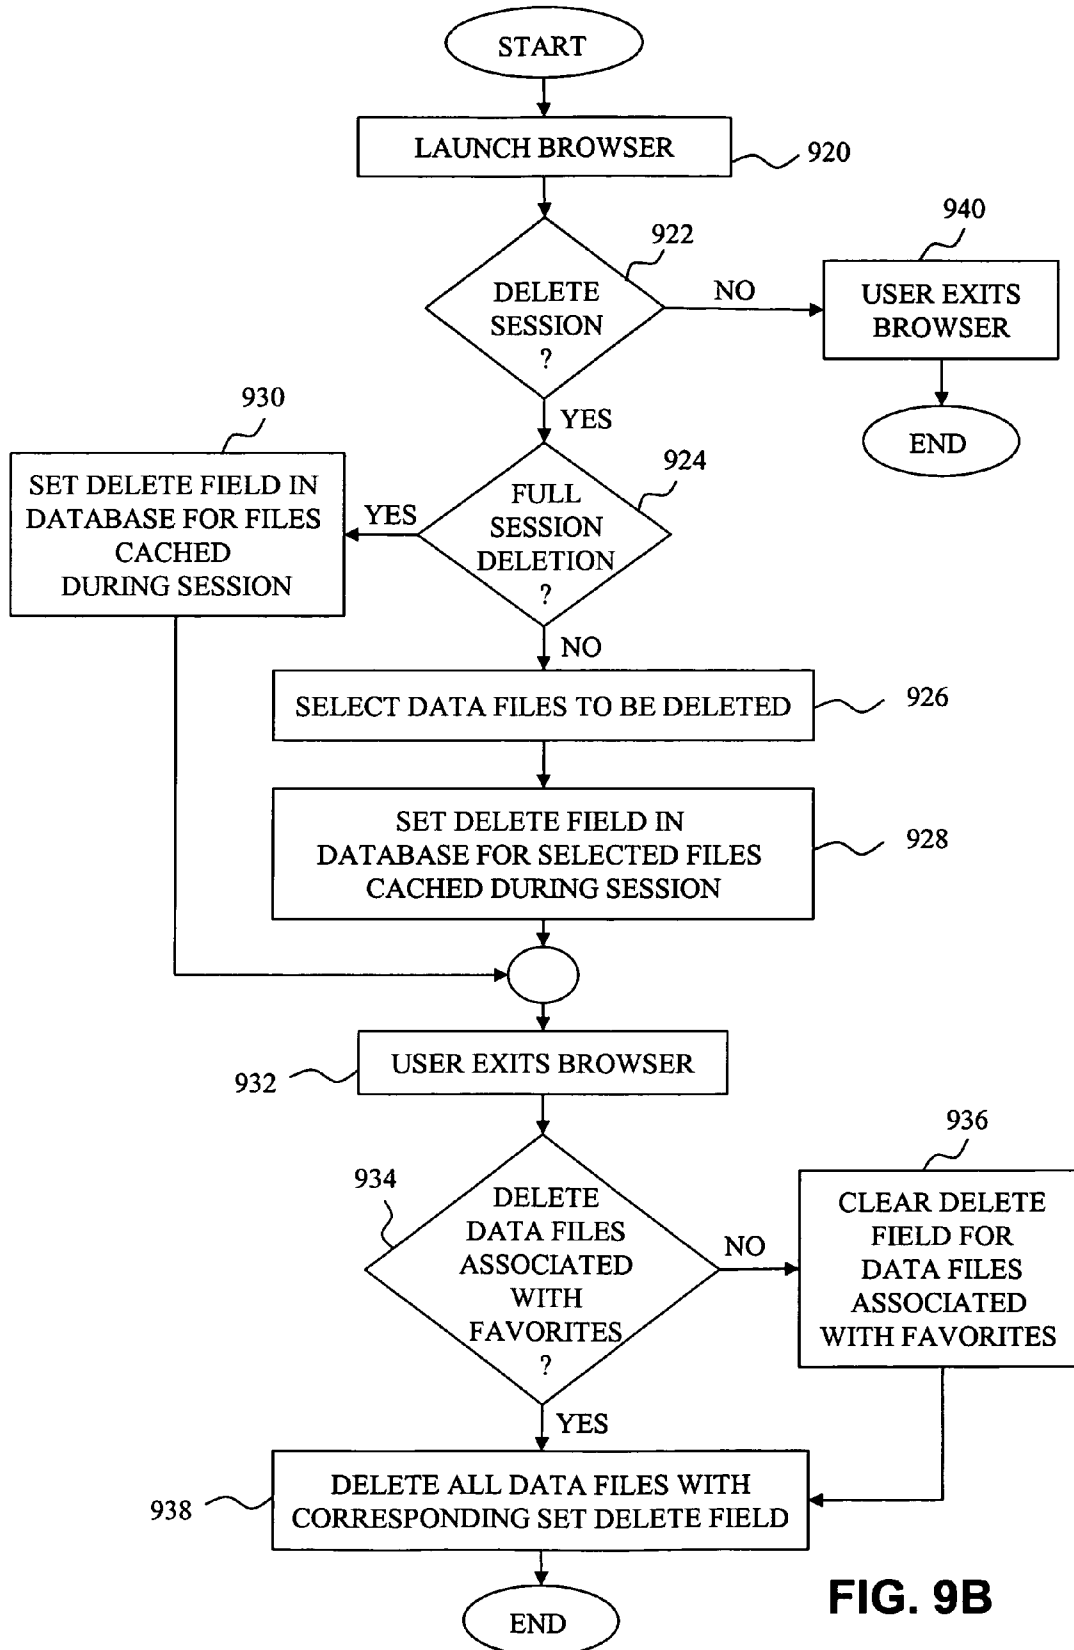 START
LAUNCH BROWSER
920
922
DELETE
SESSION
?
NO
940
USER EXITS
BROWSER
END
YES
930
SET DELETE FIELD IN
DATABASE FOR FILES
CACHED
DURING SESSION
YES
924
FULL
SESSION
DELETION
?
NO
SELECT DATA FILES TO BE DELETED
926
SET DELETE FIELD IN
DATABASE FOR SELECTED FILES
CACHED DURING SESSION
928
USER EXITS BROWSER
932
934
DELETE
DATA FILES
ASSOCIATED
WITH
FAVORITES
?
NO
936
CLEAR DELETE
FIELD FOR
DATA FILES
ASSOCIATED
WITH FAVORITES
YES
DELETE ALL DATA FILES WITH
CORRESPONDING SET DELETE FIELD
938
END
FIG. 9B